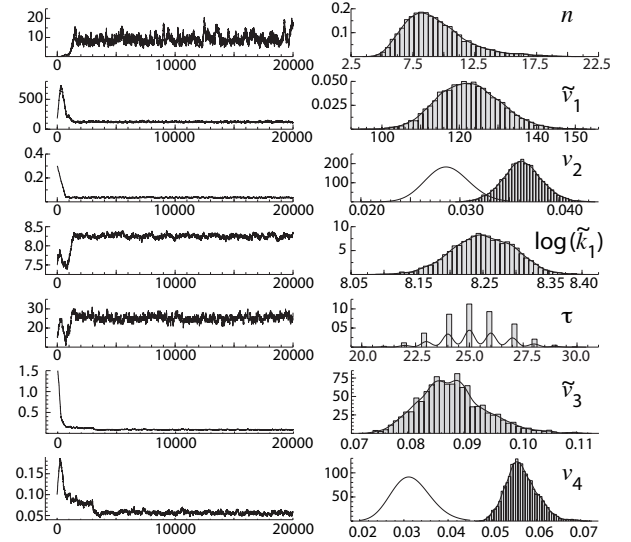 20
10
0 10000 20000
0.2
0.1
n
2.5 7.5 12.5 17.5 22.5
500
0
0 10000 20000
0.050
0.025
ṽ1
100 120 140 150
0.4
0.2
0 10000 20000
200
100
v2
0.020 0.030 0.040
8.5
8.0
7.5
0 10000 20000
10
5
0
log(k̃1)
8.05 8.15 8.25 8.35 8.40
30
20
0 10000 20000
10
05
τ
20.0 22.5 25.0 27.5 30.0
1.5
1.0
0.5
0 10000 20000
75
50
25
ṽ3
0.07 0.08 0.09 0.10 0.11
0.15
0.10
0.05
0 10000 20000
100
50
v4
0.02 0.03 0.04 0.05 0.06 0.07